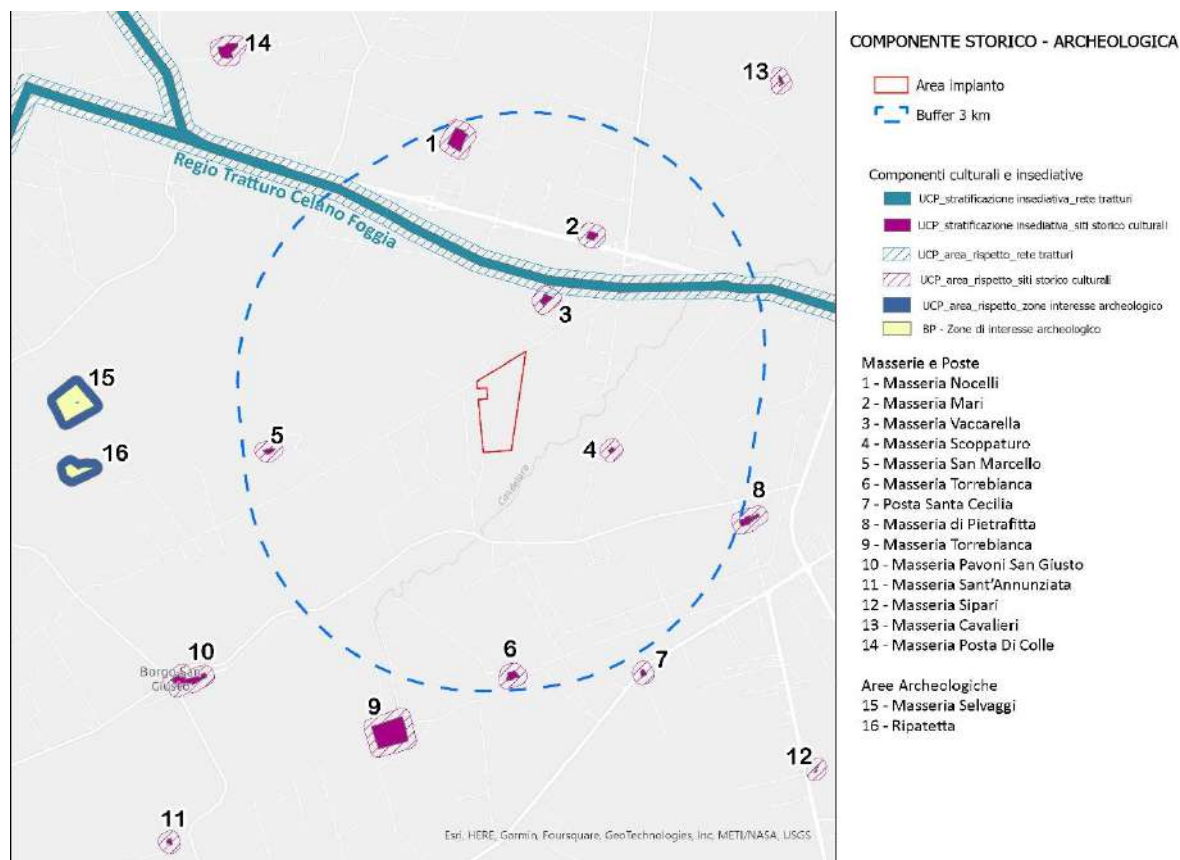 14
13
1
Regio Tratturo Celano Foggia
2
3
15
5
4
16
Celone
8
10
6
7
Borgo San
Giusto
9
12
11
Esri, HERE, Garmin, Foursquare, GeoTechnologies, Inc, METI/NASA, USGS
COMPONENTE STORICO - ARCHEOLOGICA
Area impianto
Buffer 3 km
Componenti culturali e insediative
UCP_stratificazione insediativa_rete tratturi
UCP_stratificazione insediativa_siti storico culturali
UCP_area_rispetto_rete tratturi
UCP_area_rispetto_siti storico culturali
UCP_area_rispetto_zone interesse archeologico
BP - Zone di interesse archeologico
Masserie e Poste
1 - Masseria Nocelli
2 - Masseria Mari
3 - Masseria Vaccarella
4 - Masseria Scoppaturo
5 - Masseria San Marcello
6 - Masseria Torrebianca
7 - Posta Santa Cecilia
8 - Masseria di Pietrafitta
9 - Masseria Torrebianca
10 - Masseria Pavoni San Giusto
11 - Masseria Sant'Annunziata
12 - Masseria Sipari
13 - Masseria Cavalieri
14 - Masseria Posta Di Colle
Aree Archeologiche
15 - Masseria Selvaggi
16 - Ripatetta